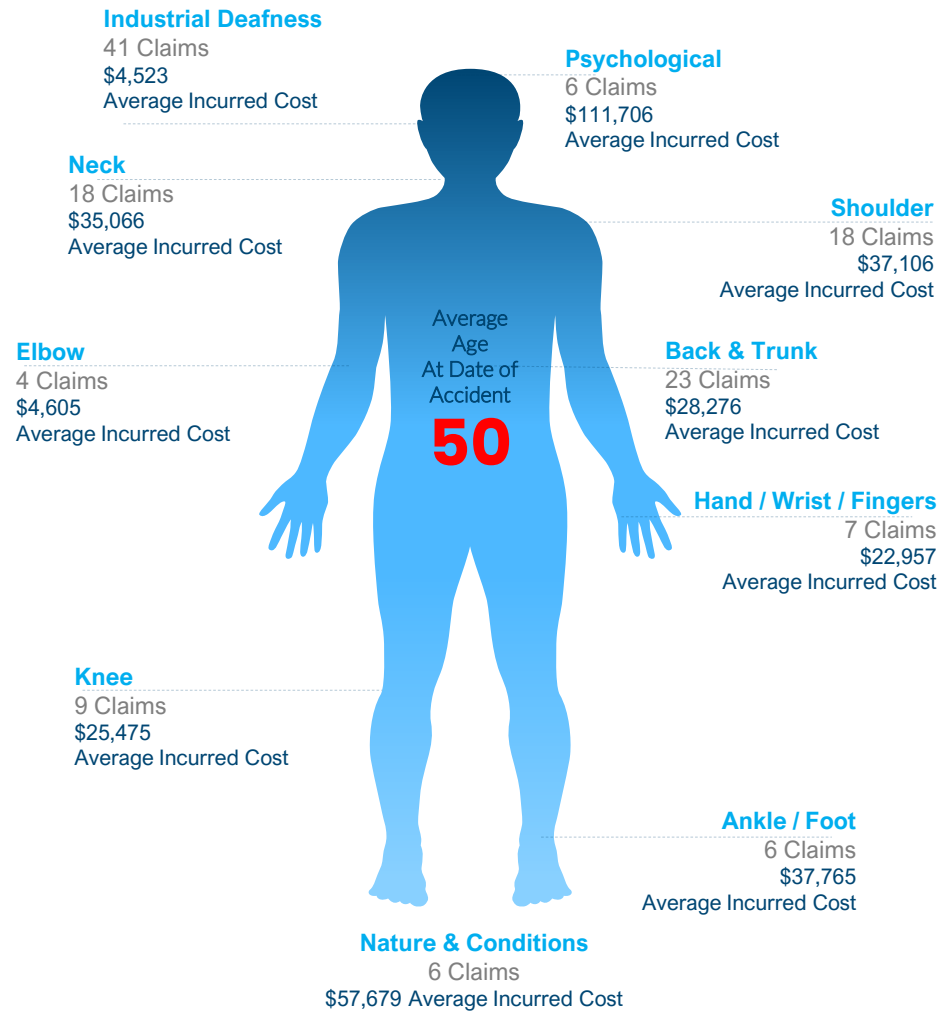 Industrial Deafness
41 Claims
$4,523
Average Incurred Cost
Psychological
6 Claims
$111,706
Average Incurred Cost
Neck
18 Claims
$35,066
Average Incurred Cost
Shoulder
18 Claims
$37,106
Average Incurred Cost
Average
Age
At Date of
Accident
50
Elbow
4 Claims
$4,605
Average Incurred Cost
Back & Trunk
23 Claims
$28,276
Average Incurred Cost
Hand / Wrist / Fingers
7 Claims
$22,957
Average Incurred Cost
Knee
9 Claims
$25,475
Average Incurred Cost
Ankle / Foot
6 Claims
$37,765
Average Incurred Cost
Nature & Conditions
6 Claims
$57,679 Average Incurred Cost